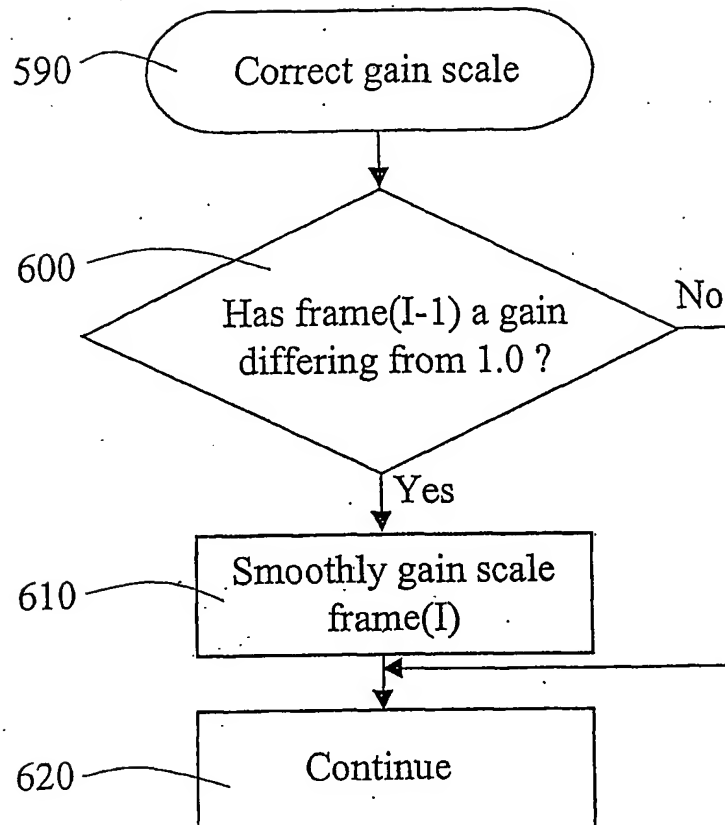 590
Correct gain scale
600
Has frame(I-1) a gain
differing from 1.0 ?
No
Yes
610
Smoothly gain scale
frame(I)
620
Continue